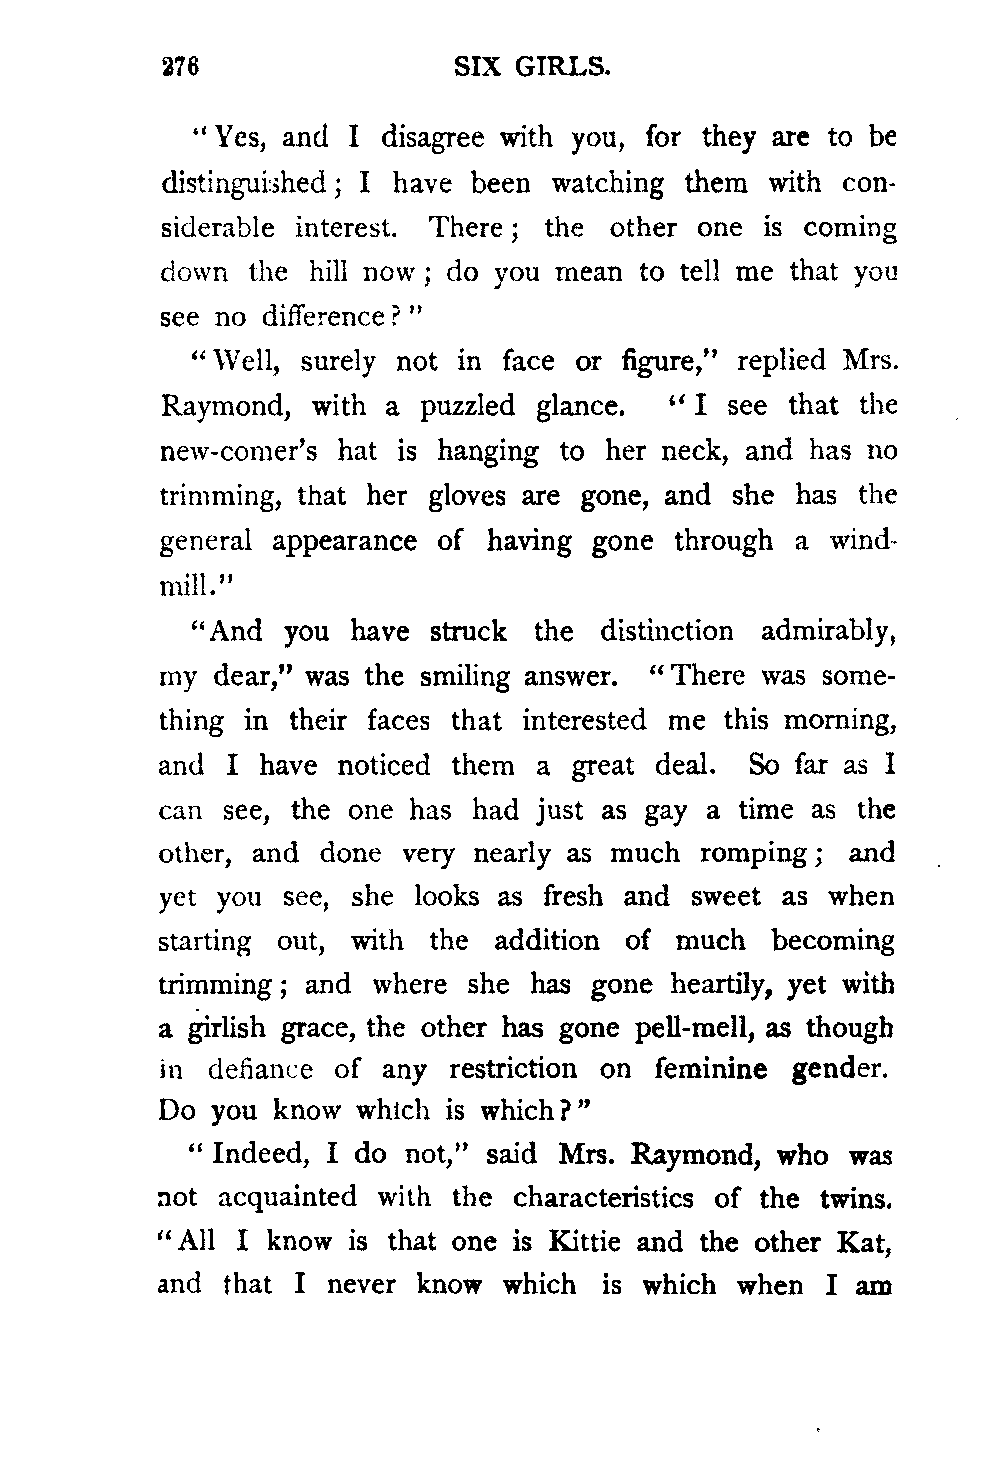 276 SIX GIRLS.
"Yes, and I disagree with you, for they are to be
distinguished; I have been watching them with con-
siderable interest. There; the other one is coming
down the hill now; do you mean to tell me that you
see no difference?"
"Well, surely not in face or figure," replied Mrs.
Raymond, with a puzzled glance. "I see that the
new-comer's hat is hanging to her neck, and has no
trimming, that her gloves are gone, and she has the
general appearance of having gone through a wind-
mill."
"And you have struck the distinction admirably,
my dear," was the smiling answer. "There was some-
thing in their faces that interested me this morning,
and I have noticed them a great deal. So far as I
can see, the one has had just as gay a time as the
other, and done very nearly as much romping; and
yet you see, she looks as fresh and sweet as when
starting out, with the addition of much becoming
trimming; and where she has gone heartily, yet with
a girlish grace, the other has gone pell-mell, as though
in defiance of any restriction on feminine gender.
Do you know which is which?"
"Indeed, I do not," said Mrs. Raymond, who was
not acquainted with the characteristics of the twins.
"All I know is that one is Kittie and the other Kat,
and that I never know which is which when I am